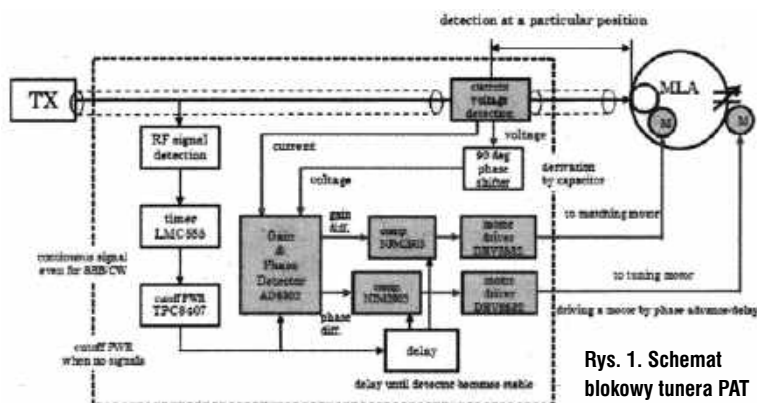 detection at a particular position
TX
current
voltage
detection
MLA
M
M
RF signal
detection
current
voltage
voltage
90 deg
phase
shifter
derivation
by capacitor
timer
LMC555
continuous signal
even for SSB/CW
Gain
&
Phase
Detector
AD8302
gain
diff.
comp.
motor
driver
to matching motor
to tuning motor
cutoff PWR
TPC8407
phase
diff.
comp.
motor
driver
driving a motor by phase advance-delay
cutoff PWR
when no signals
delay
delay until detector becomes stable
Rys. 1. Schemat
blokowy tunera PAT